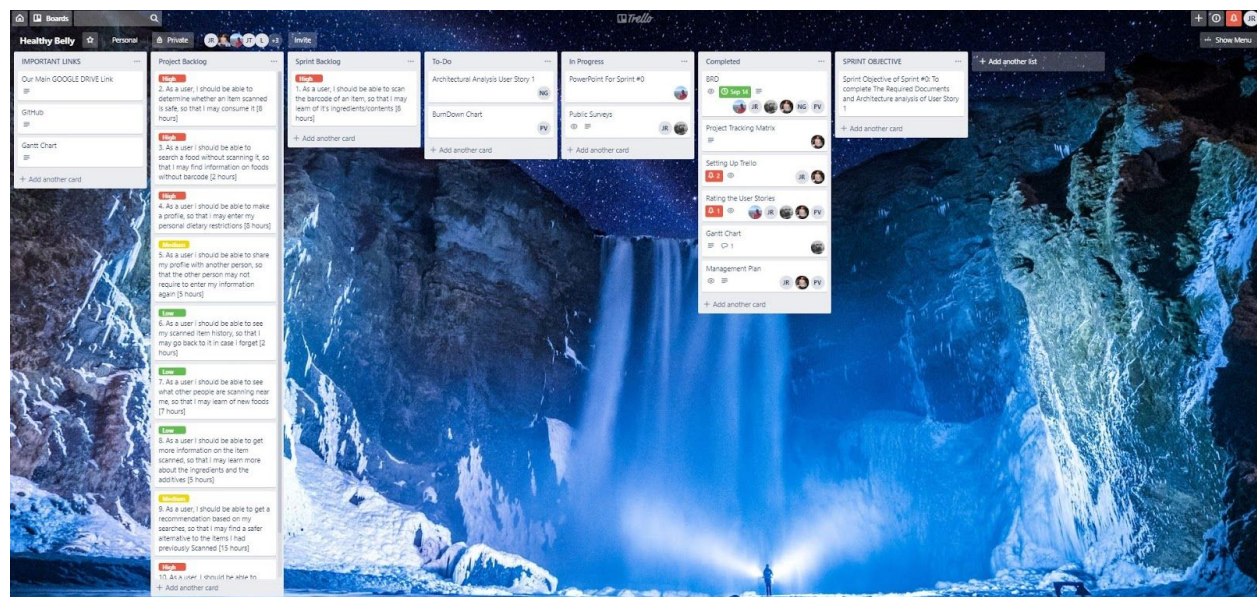 Boards
Trello
JR
Healthy Belly
Personal
Private
JR
JT
L
+3
Invite
Show Menu
IMPORTANT LINKS
Our Main GOOGLE DRIVE Link
GitHub
Gantt Chart
+ Add another card
Project Backlog
High
2. As a user, I should be able to
determine whether an item scanned
is safe, so that I may consume it [8
hours]
High
3. As a user I should be able to
search a food without scanning it, so
that I may find information on foods
without barcode [2 hours]
High
4. As a user I should be able to make
a profile, so that I may enter my
personal dietary restrictions [8 hours]
Medium
5. As a user I should be able to share
my profile with another person, so
that the other person may not
require to enter my information
again [5 hours]
Low
6. As a user I should be able to see
my scanned item history, so that I
may go back to it in case I forget [2
hours]
Low
7. As a user I should be able to see
what other people are scanning near
me, so that I may learn of new foods
[7 hours]
Low
8. As a user I should be able to get
more information on the item
scanned, so that I may learn more
about the ingredients and the
additives [5 hours]
Medium
9. As a user, I should be able to get a
recommendation based on my
searches, so that I may find a safer
alternative to the items I had
previously Scanned [15 hours]
High
10. As a user, I should be able to
+ Add another card
Sprint Backlog
High
1. As a user, I should be able to scan
the barcode of an item, so that I may
learn of it's ingredients/contents [8
hours]
+ Add another card
To-Do
Architectural Analysis User Story 1
NG
BurnDown Chart
PV
+ Add another card
In Progress
PowerPoint For Sprint #0
Public Surveys
JR
+ Add another card
Completed
BRD
Sep 14
JR
NG
PV
Project Tracking Matrix
Setting Up Trello
2
JR
Rating the User Stories
1
JR
PV
Gantt Chart
1
Management Plan
JR
PV
+ Add another card
SPRINT OBJECTIVE
Sprint Objective of Sprint #0: To
complete The Required Documents
and Architecture analysis of User Story
1
+ Add another card
+ Add another list